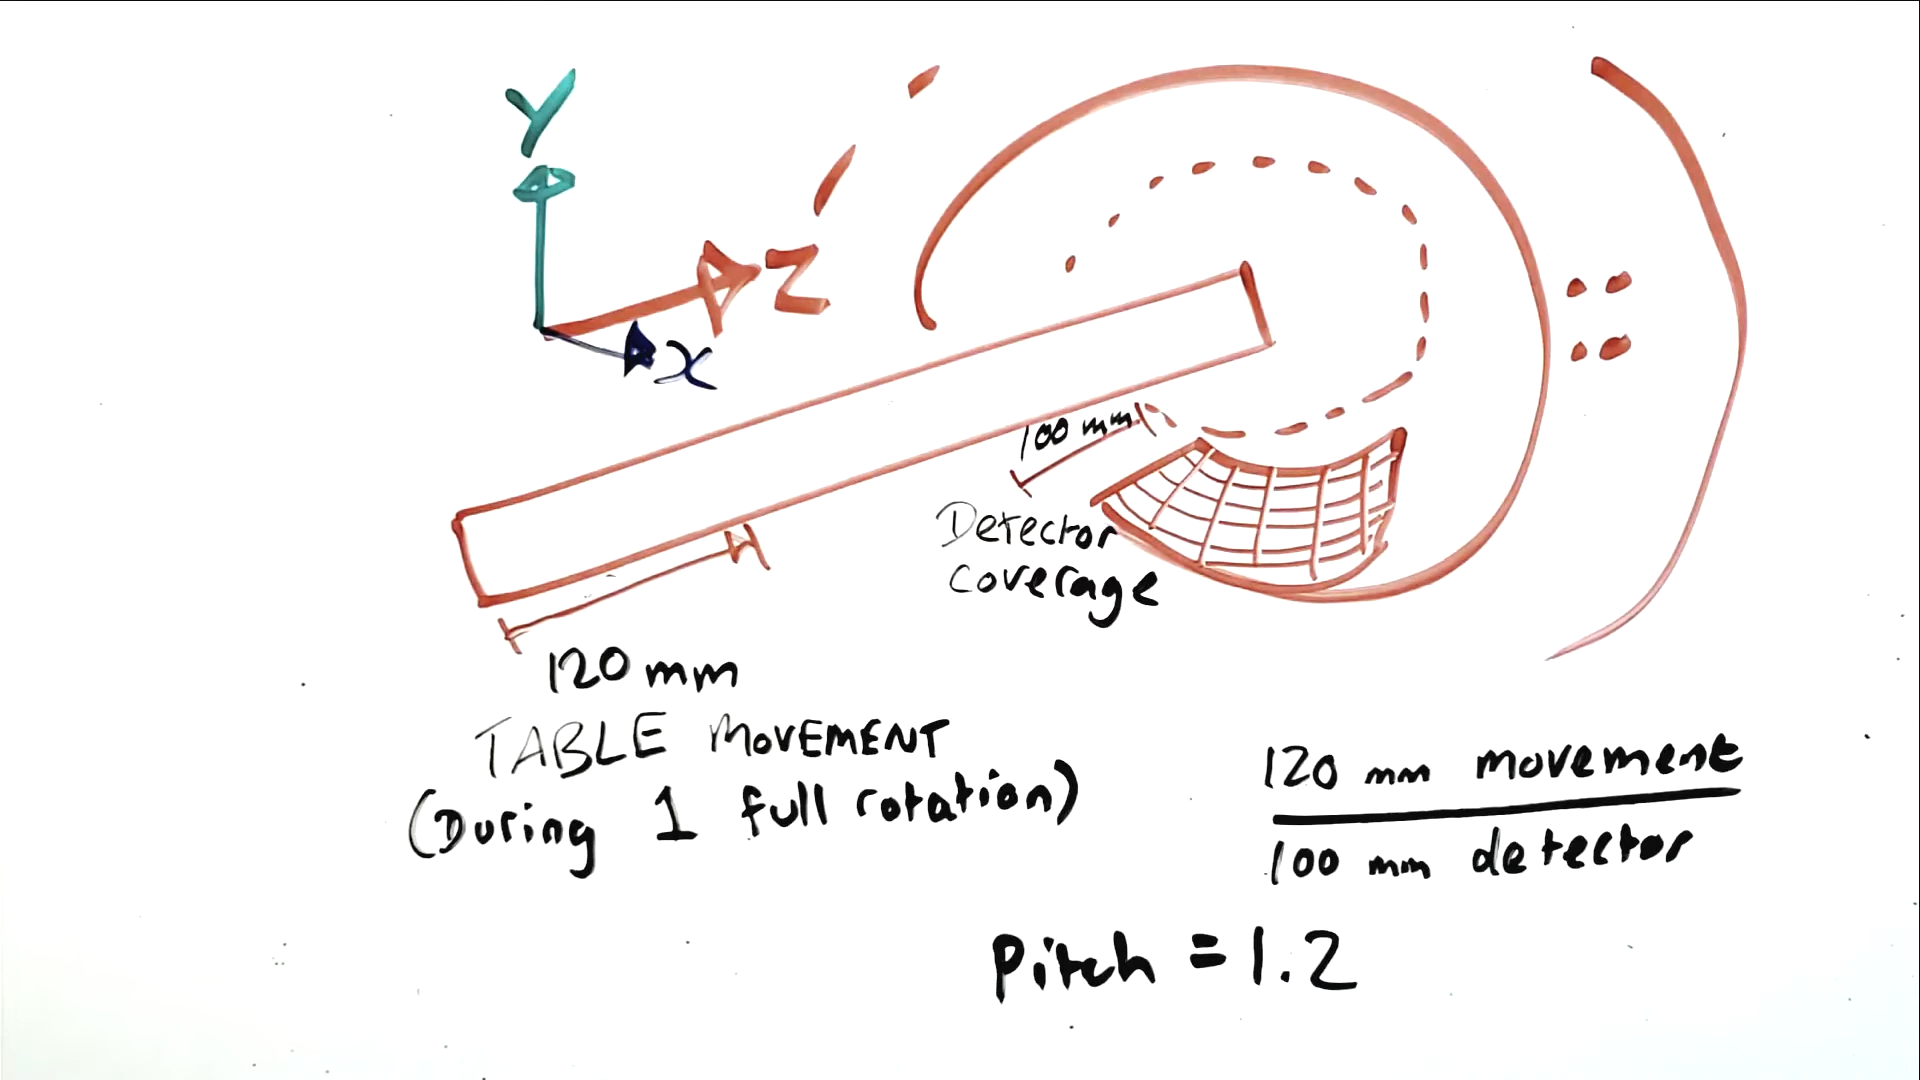 Y
Z
X
100 mm
Detector
coverage
120 mm
TABLE MOVEMENT
(During 1 full rotation)
120 mm movement
100 mm detector
Pitch = 1.2